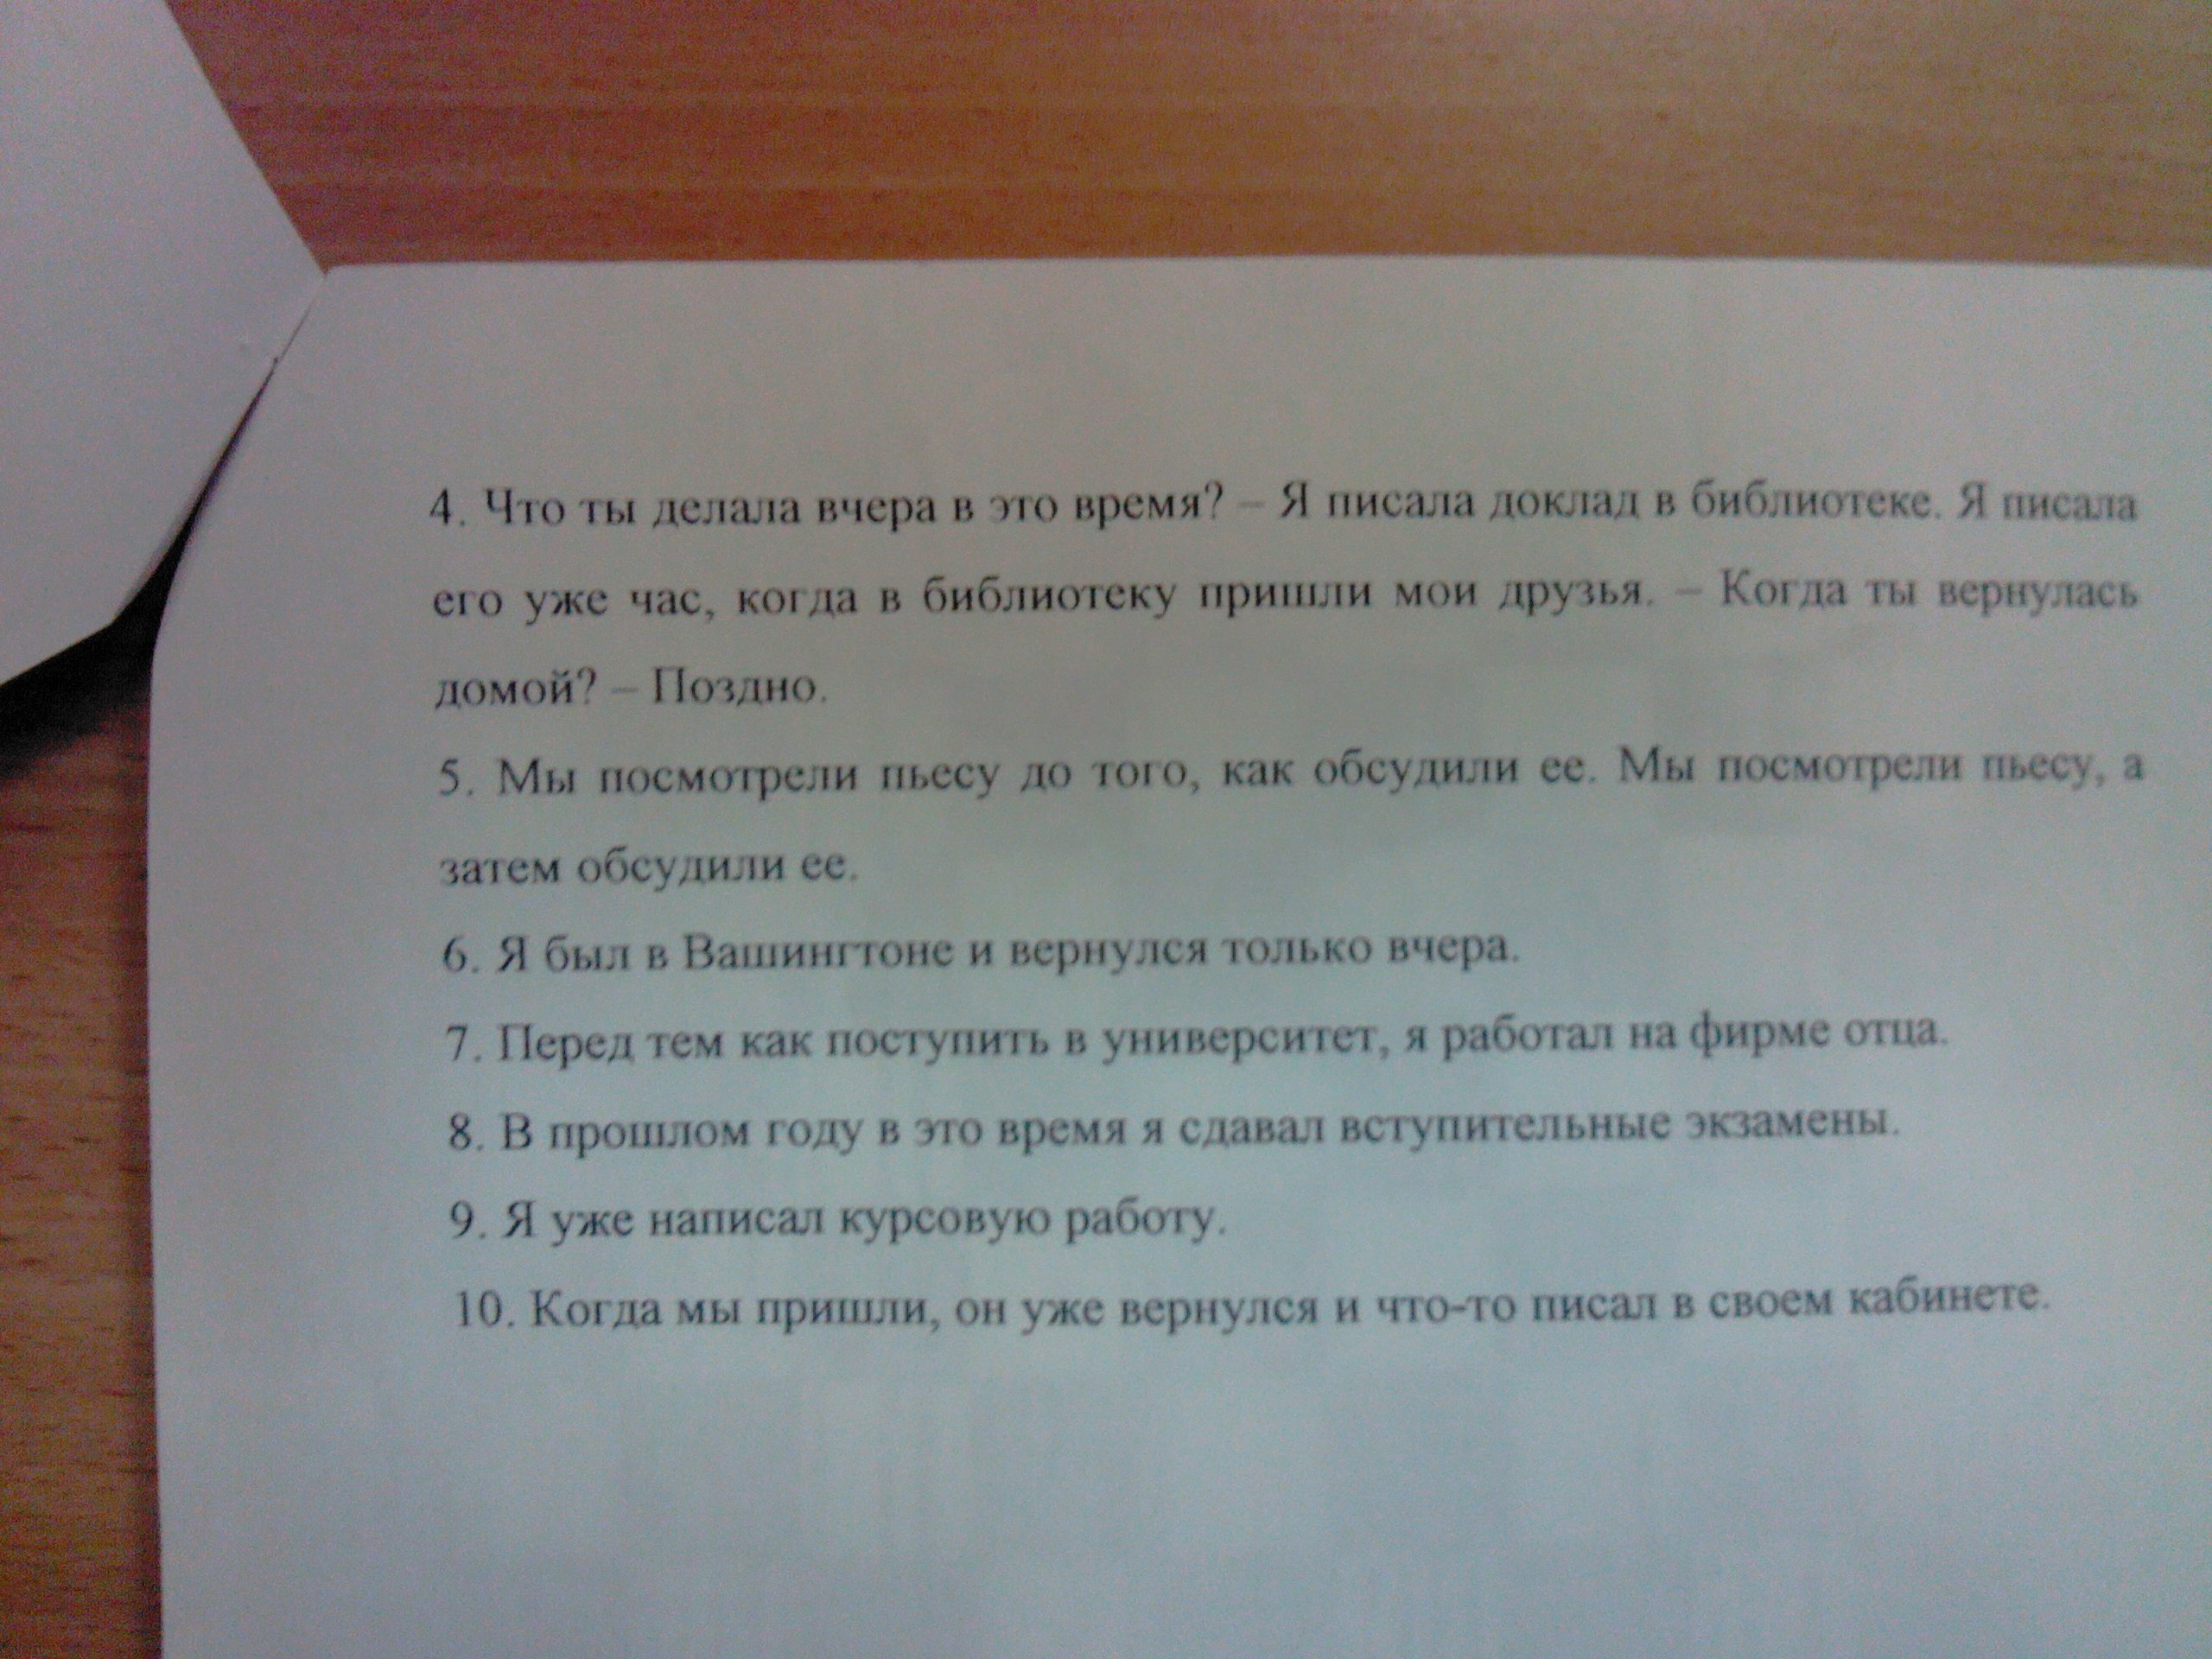 4. Что ты делала вчера в это время? – Я писала доклад в библиотеке. Я писала
его уже час, когда в библиотеку пришли мои друзья. – Когда ты вернулась
домой? – Поздно.
5. Мы посмотрели пьесу до того, как обсудили ее. Мы посмотрели пьесу, а
затем обсудили ее.
6. Я был в Вашингтоне и вернулся только вчера.
7. Перед тем как поступить в университет, я работал на фирме отца.
8. В прошлом году в это время я сдавал вступительные экзамены.
9. Я уже написал курсовую работу.
10. Когда мы пришли, он уже вернулся и что-то писал в своем кабинете.